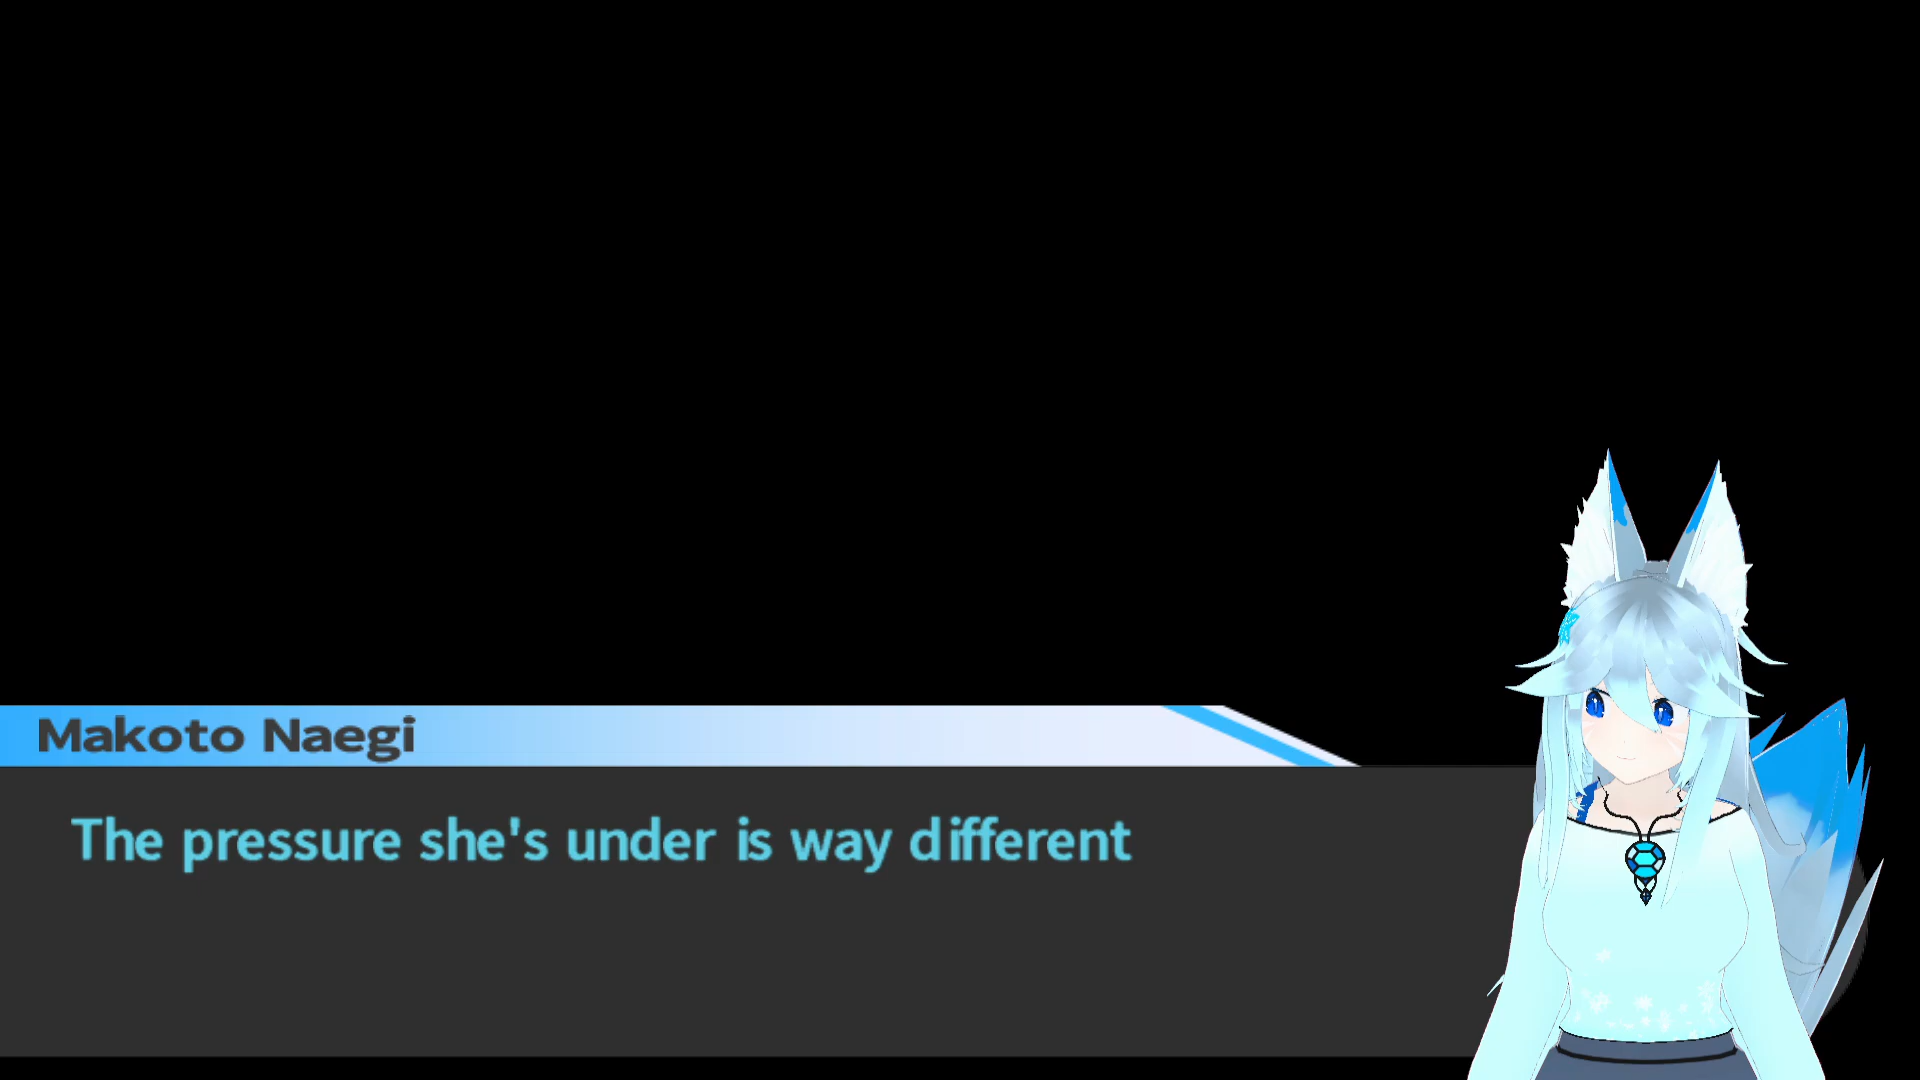 Makoto Naegi
The pressure she's under is way different